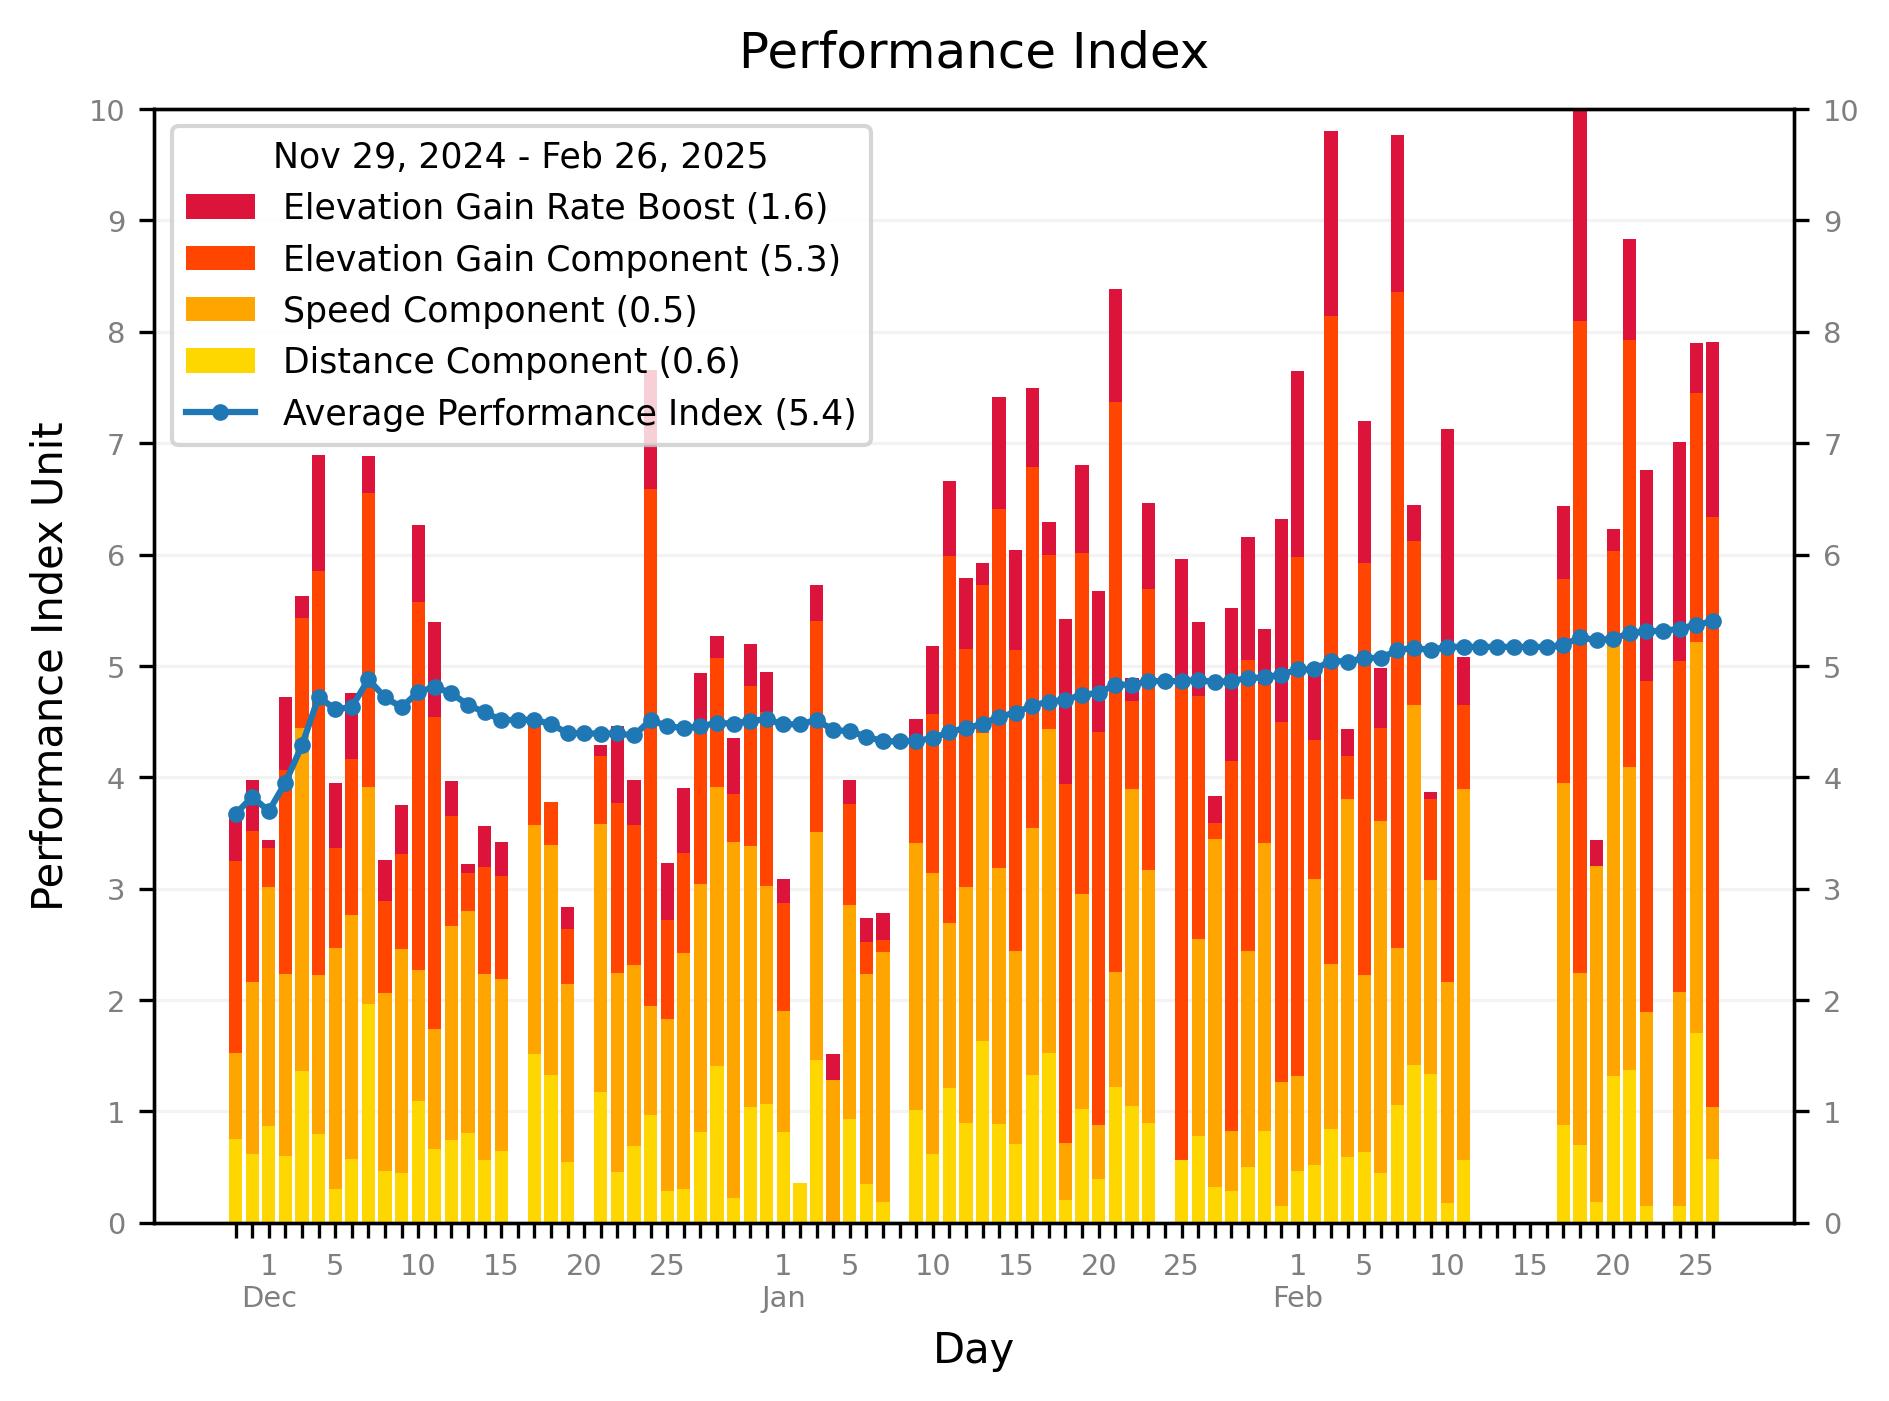 Performance Index
Nov 29, 2024 - Feb 26, 2025
Elevation Gain Rate Boost (1.6)
Elevation Gain Component (5.3)
Speed Component (0.5)
Distance Component (0.6)
Average Performance Index (5.4)
Performance Index Unit
10
9
8
7
6
5
4
3
2
1
0
10
9
8
7
6
5
4
3
2
1
0
1 5 10 15 20 25 1 5 10 15 20 25 1 5 10 15 20 25
Dec Jan Feb
Day